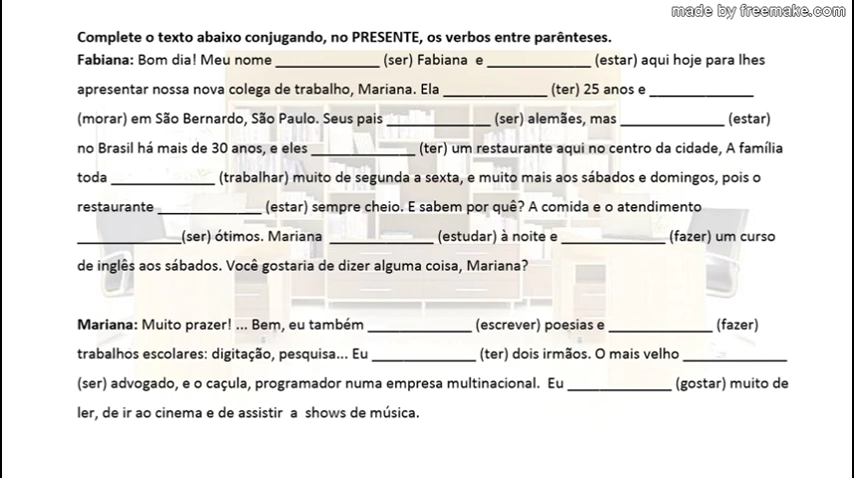 made by freemake.com
Complete o texto abaixo conjugando, no PRESENTE, os verbos entre parênteses.
Fabiana: Bom dia! Meu nome _____________ (ser) Fabiana e _____________ (estar) aqui hoje para lhes
apresentar nossa nova colega de trabalho, Mariana. Ela _____________ (ter) 25 anos e _____________
(morar) em São Bernardo, São Paulo. Seus pais _____________ (ser) alemães, mas _____________ (estar)
no Brasil há mais de 30 anos, e eles _____________ (ter) um restaurante aqui no centro da cidade, A família
toda _____________ (trabalhar) muito de segunda a sexta, e muito mais aos sábados e domingos, pois o
restaurante _____________ (estar) sempre cheio. E sabem por quê? A comida e o atendimento
_____________(ser) ótimos. Mariana _____________ (estudar) à noite e _____________ (fazer) um curso
de inglês aos sábados. Você gostaria de dizer alguma coisa, Mariana?
Mariana: Muito prazer! ... Bem, eu também _____________ (escrever) poesias e _____________ (fazer)
trabalhos escolares: digitação, pesquisa... Eu _____________ (ter) dois irmãos. O mais velho _____________
(ser) advogado, e o caçula, programador numa empresa multinacional. Eu _____________ (gostar) muito de
ler, de ir ao cinema e de assistir a shows de música.